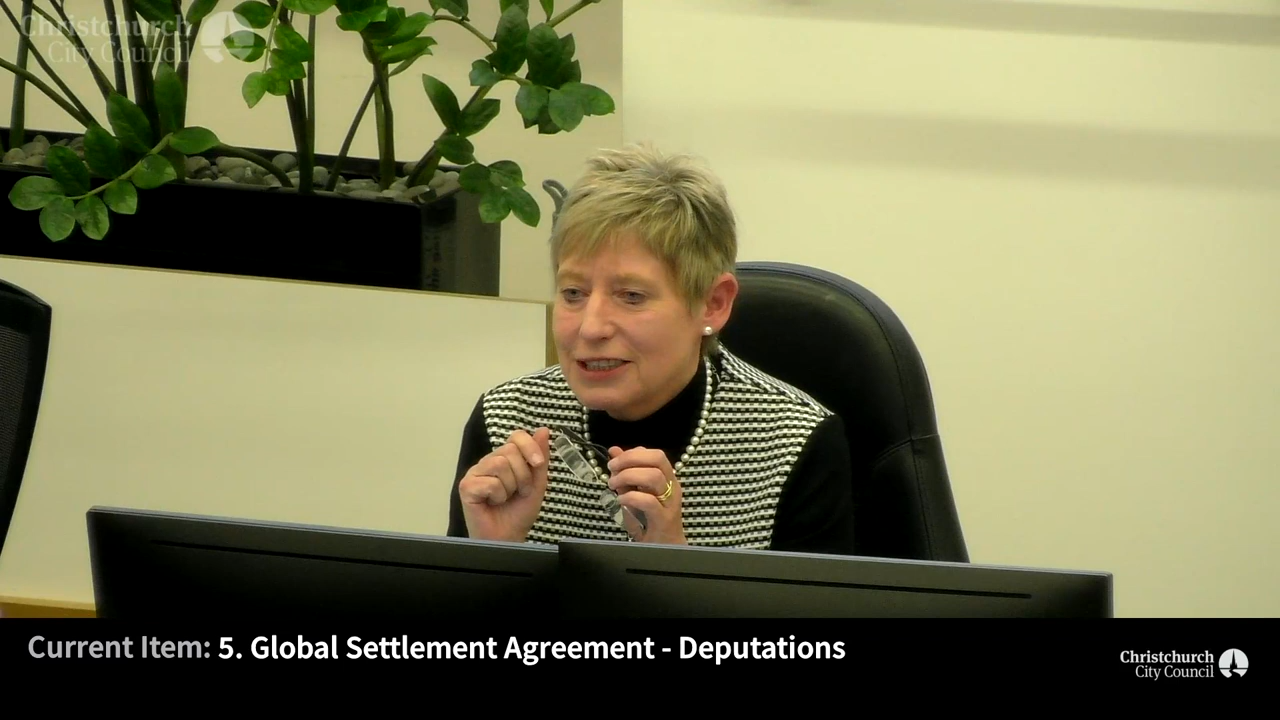 Christchurch
City Council
Current Item: 5. Global Settlement Agreement - Deputations
Christchurch
City Council